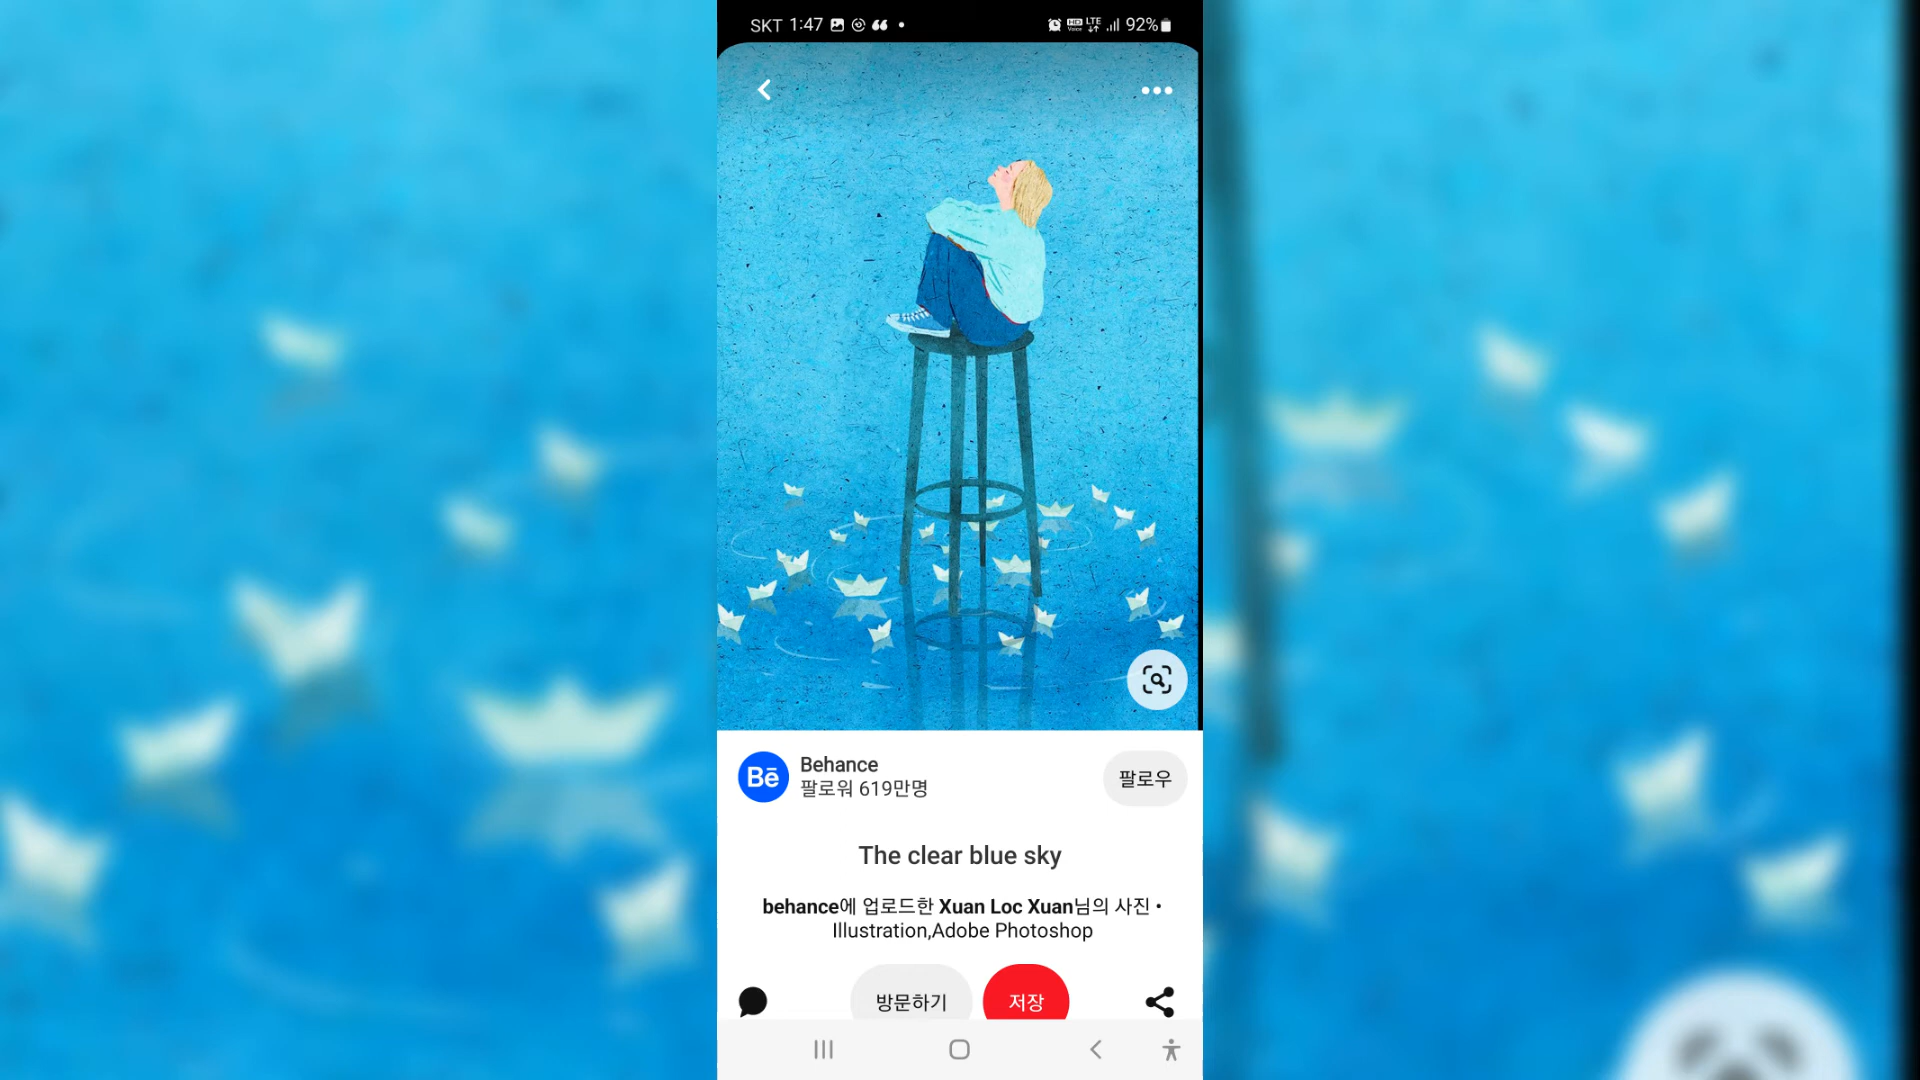 SKT 1:47 92%
Bē Behance
팔로워 619만명
팔로우
The clear blue sky
behance에 업로드한 Xuan Loc Xuan님의 사진 •
Illustration,Adobe Photoshop
방문하기 저장